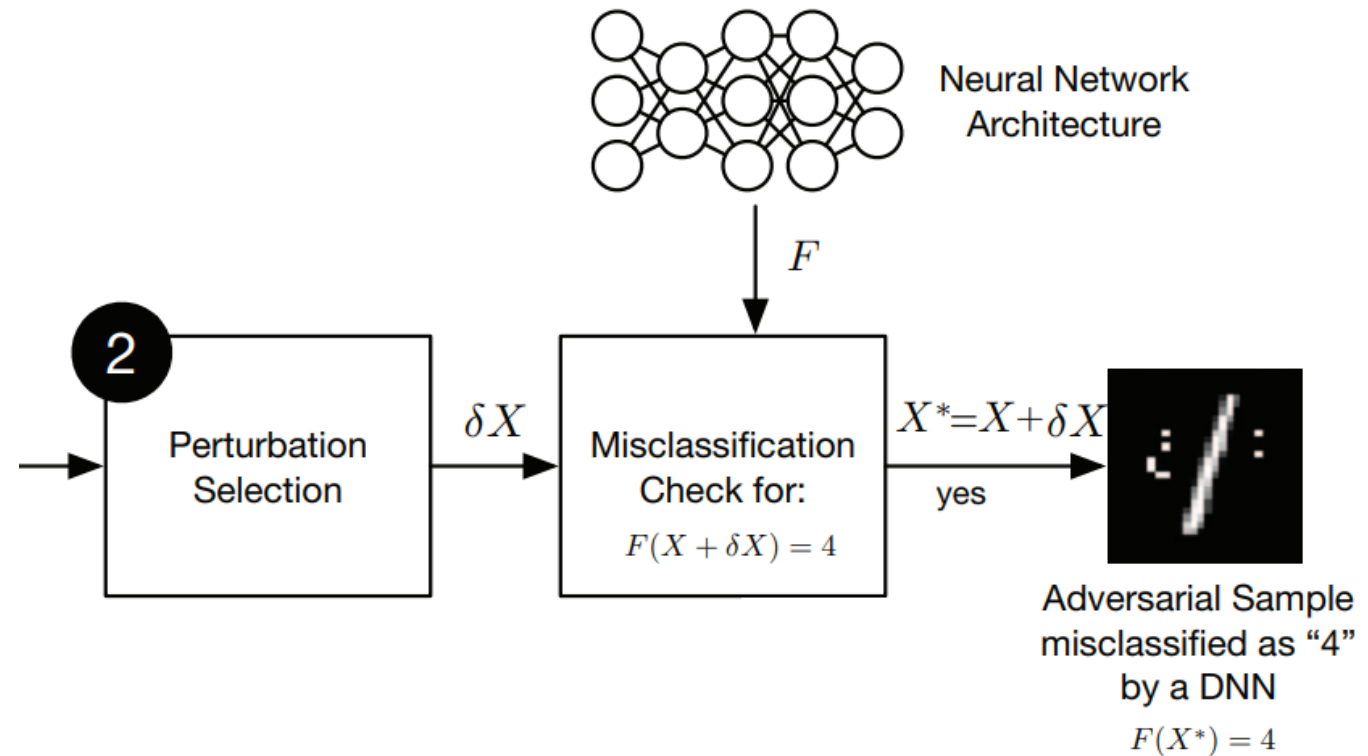 Neural Network
Architecture
F
2
Perturbation
Selection
δX
Misclassification
Check for:
F(X + δX) = 4
X*=X+δX
yes
Adversarial Sample
misclassified as “4”
by a DNN
F(X*) = 4